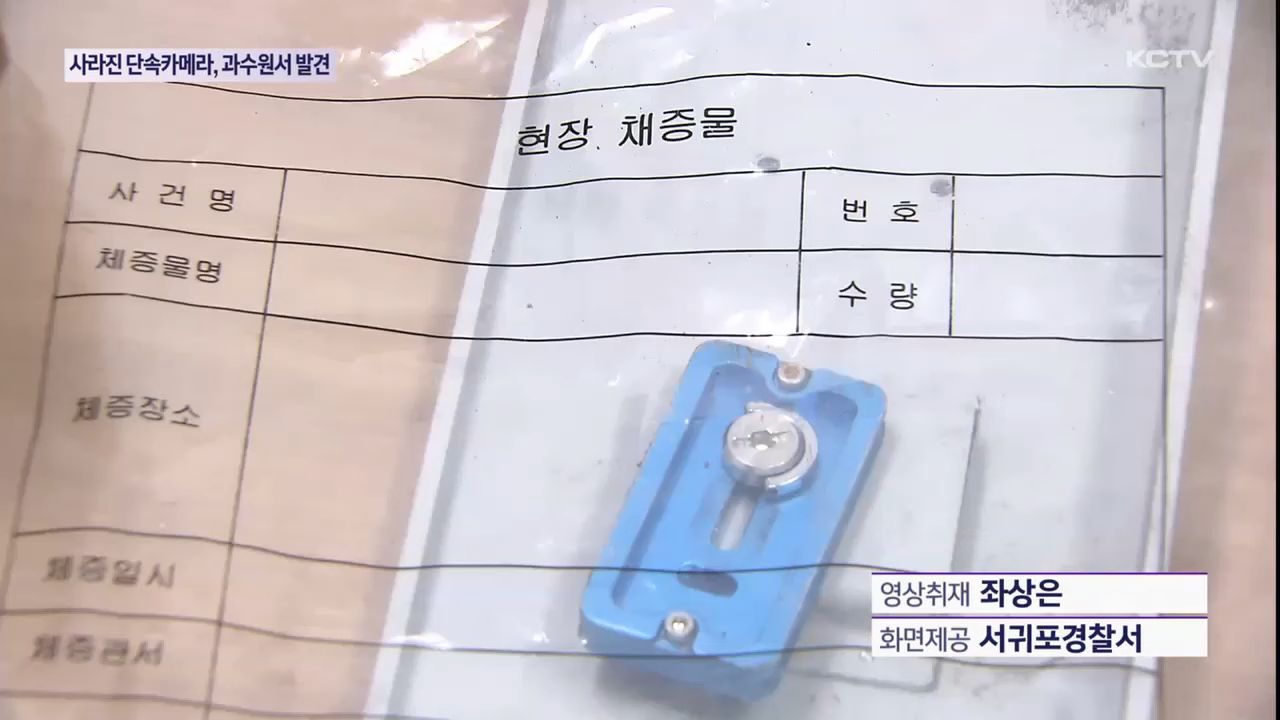 사라진 단속카메라, 과수원서 발견
KCTV
현장 채증물
사 건 명
번 호
체증물명
수 량
체증장소
체증일시
체증관서
영상취재 좌상은
화면제공 서귀포경찰서